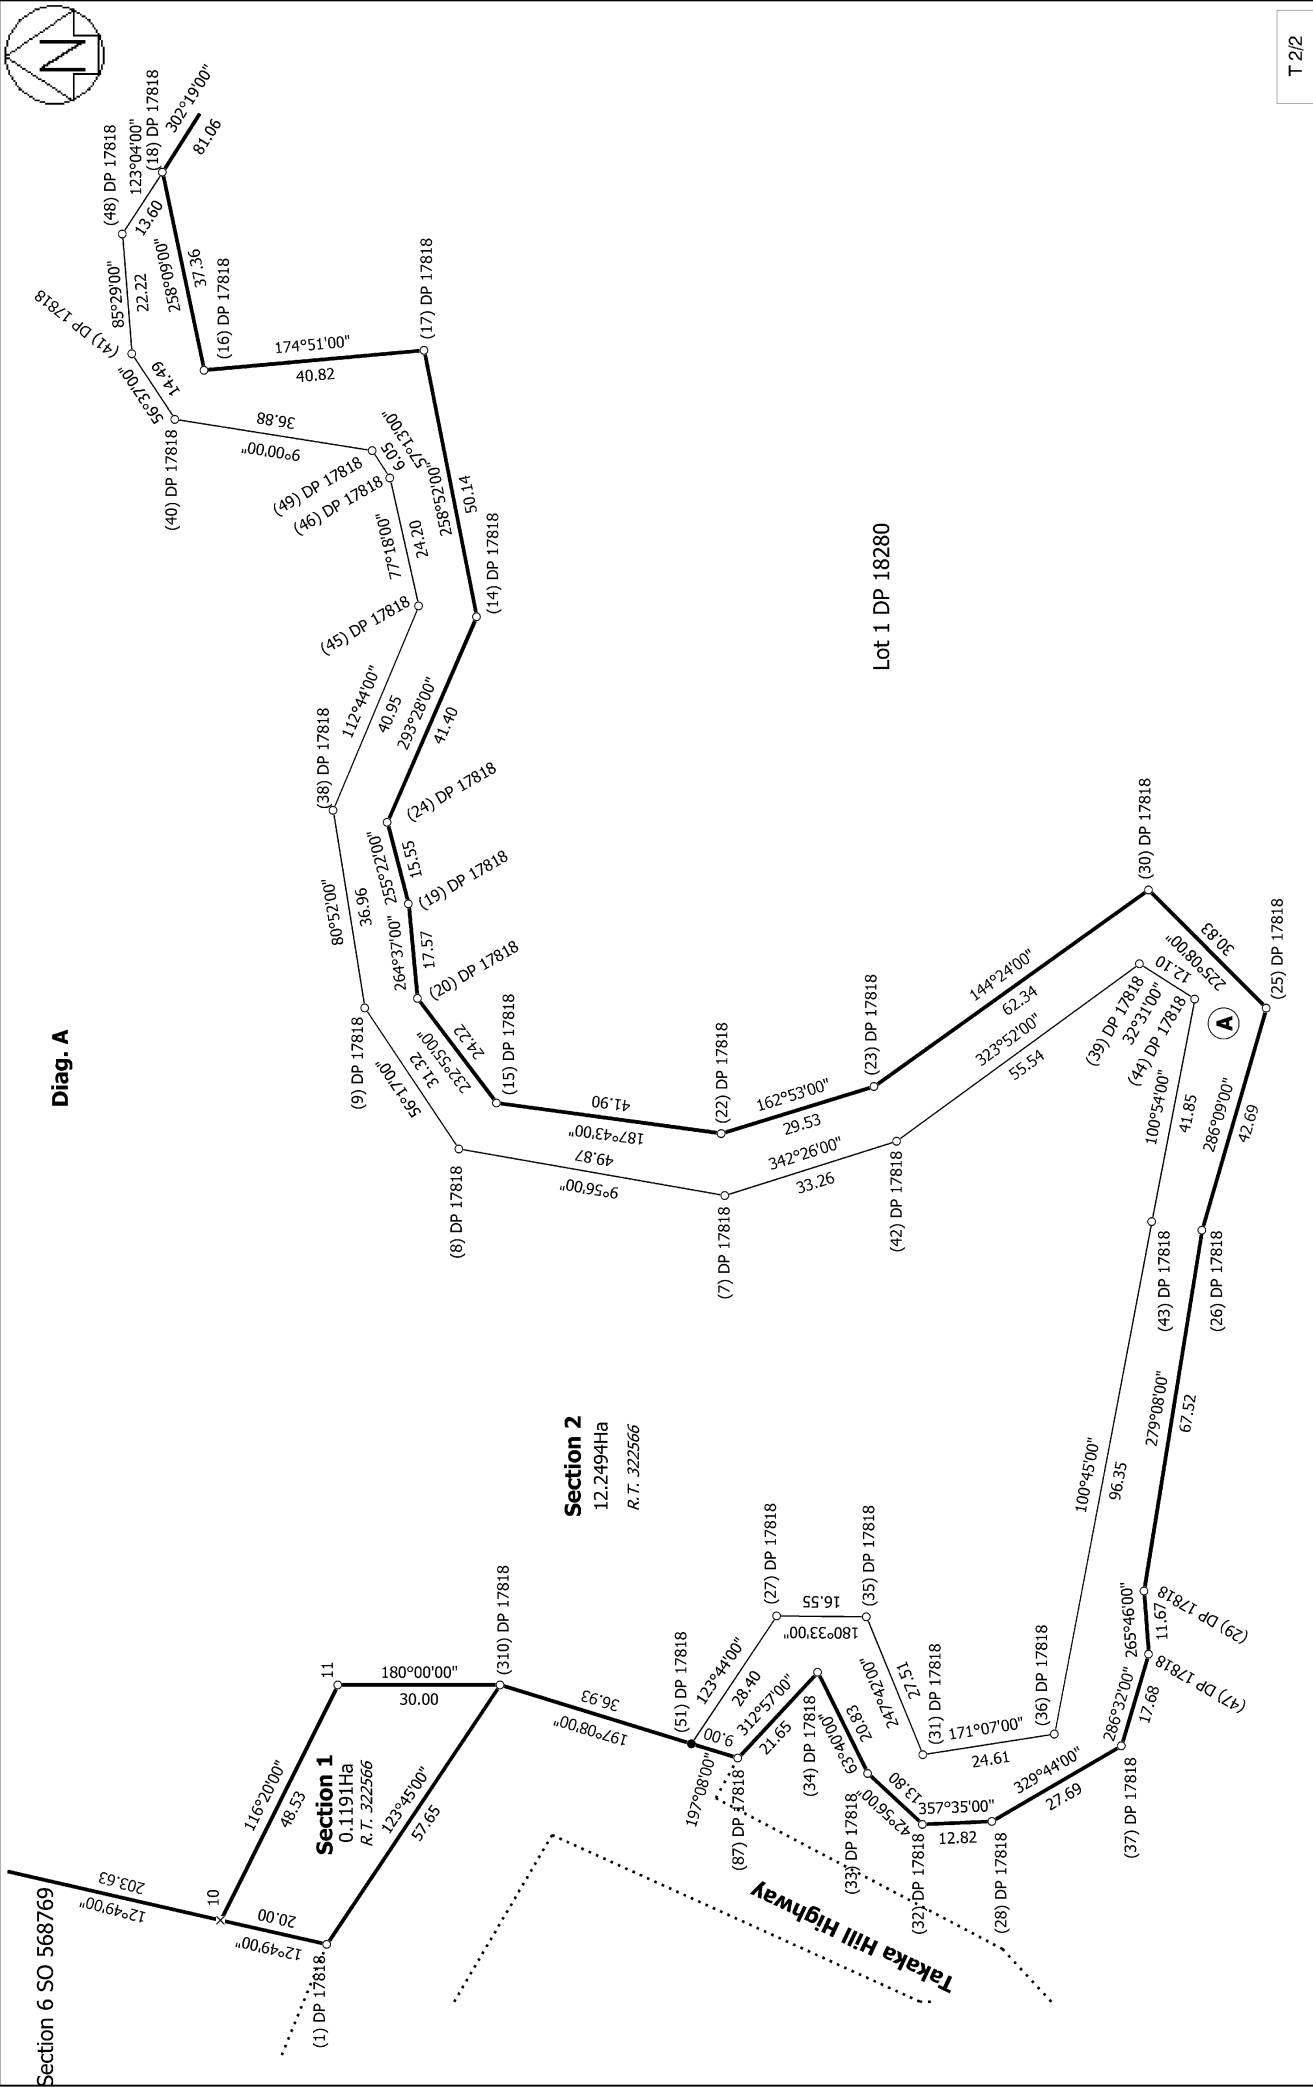 Diag. A
N
T 2/2
Section 6 SO 568769
203.63
12°49'00"
10
20.00
12°49'00"
(1) DP 17818
116°20'00"
48.53
Section 1
0.1191Ha
R.T. 322566
123°45'00"
57.65
11
180°00'00"
30.00
(310) DP 17818
36.93
197°08'00"
(51) DP 17818
9.00
197°08'00"
(87) DP 17818
123°44'00"
28.40
(27) DP 17818
16.55
180°33'00"
(35) DP 17818
312°57'00"
21.65
(34) DP 17818
63°40'00"
20.83
247°42'00"
27.51
(33) DP 17818
13.80
42°56'00"
(31) DP 17818
171°07'00"
24.61
(36) DP 17818
(32) DP 17818
357°35'00"
12.82
(28) DP 17818
329°44'00"
27.69
(37) DP 17818
286°32'00"
17.68
(47) DP 17818
265°46'00"
11.67
(29) DP 17818
Takaka Hill Highway
Section 2
12.2494Ha
R.T. 322566
100°45'00"
96.35
279°08'00"
67.52
(43) DP 17818
(26) DP 17818
100°54'00"
41.85
286°09'00"
42.69
A
(44) DP 17818
32°31'00"
12.10
(39) DP 17818
225°08'00"
30.83
(25) DP 17818
(30) DP 17818
144°24'00"
62.34
323°52'00"
55.54
(23) DP 17818
(42) DP 17818
162°53'00"
29.53
342°26'00"
33.26
(22) DP 17818
(7) DP 17818
41.90
187°43'00"
49.87
9°56'00"
(15) DP 17818
(8) DP 17818
56°17'00"
31.32
232°55'00"
24.22
(9) DP 17818
(20) DP 17818
264°37'00"
17.57
(19) DP 17818
80°52'00"
36.96
255°22'00"
15.55
(24) DP 17818
(38) DP 17818
112°44'00"
40.95
293°28'00"
41.40
(45) DP 17818
(14) DP 17818
77°18'00"
24.20
258°52'00"
50.14
(46) DP 17818
(49) DP 17818
6.05
57°13'00"
(17) DP 17818
36.88
9°00'00"
174°51'00"
40.82
(40) DP 17818
(16) DP 17818
56°37'00"
14.49
(41) DP 17818
85°29'00"
22.22
258°09'00"
37.36
(48) DP 17818
123°04'00"
13.60
(18) DP 17818
302°19'00"
81.06
Lot 1 DP 18280